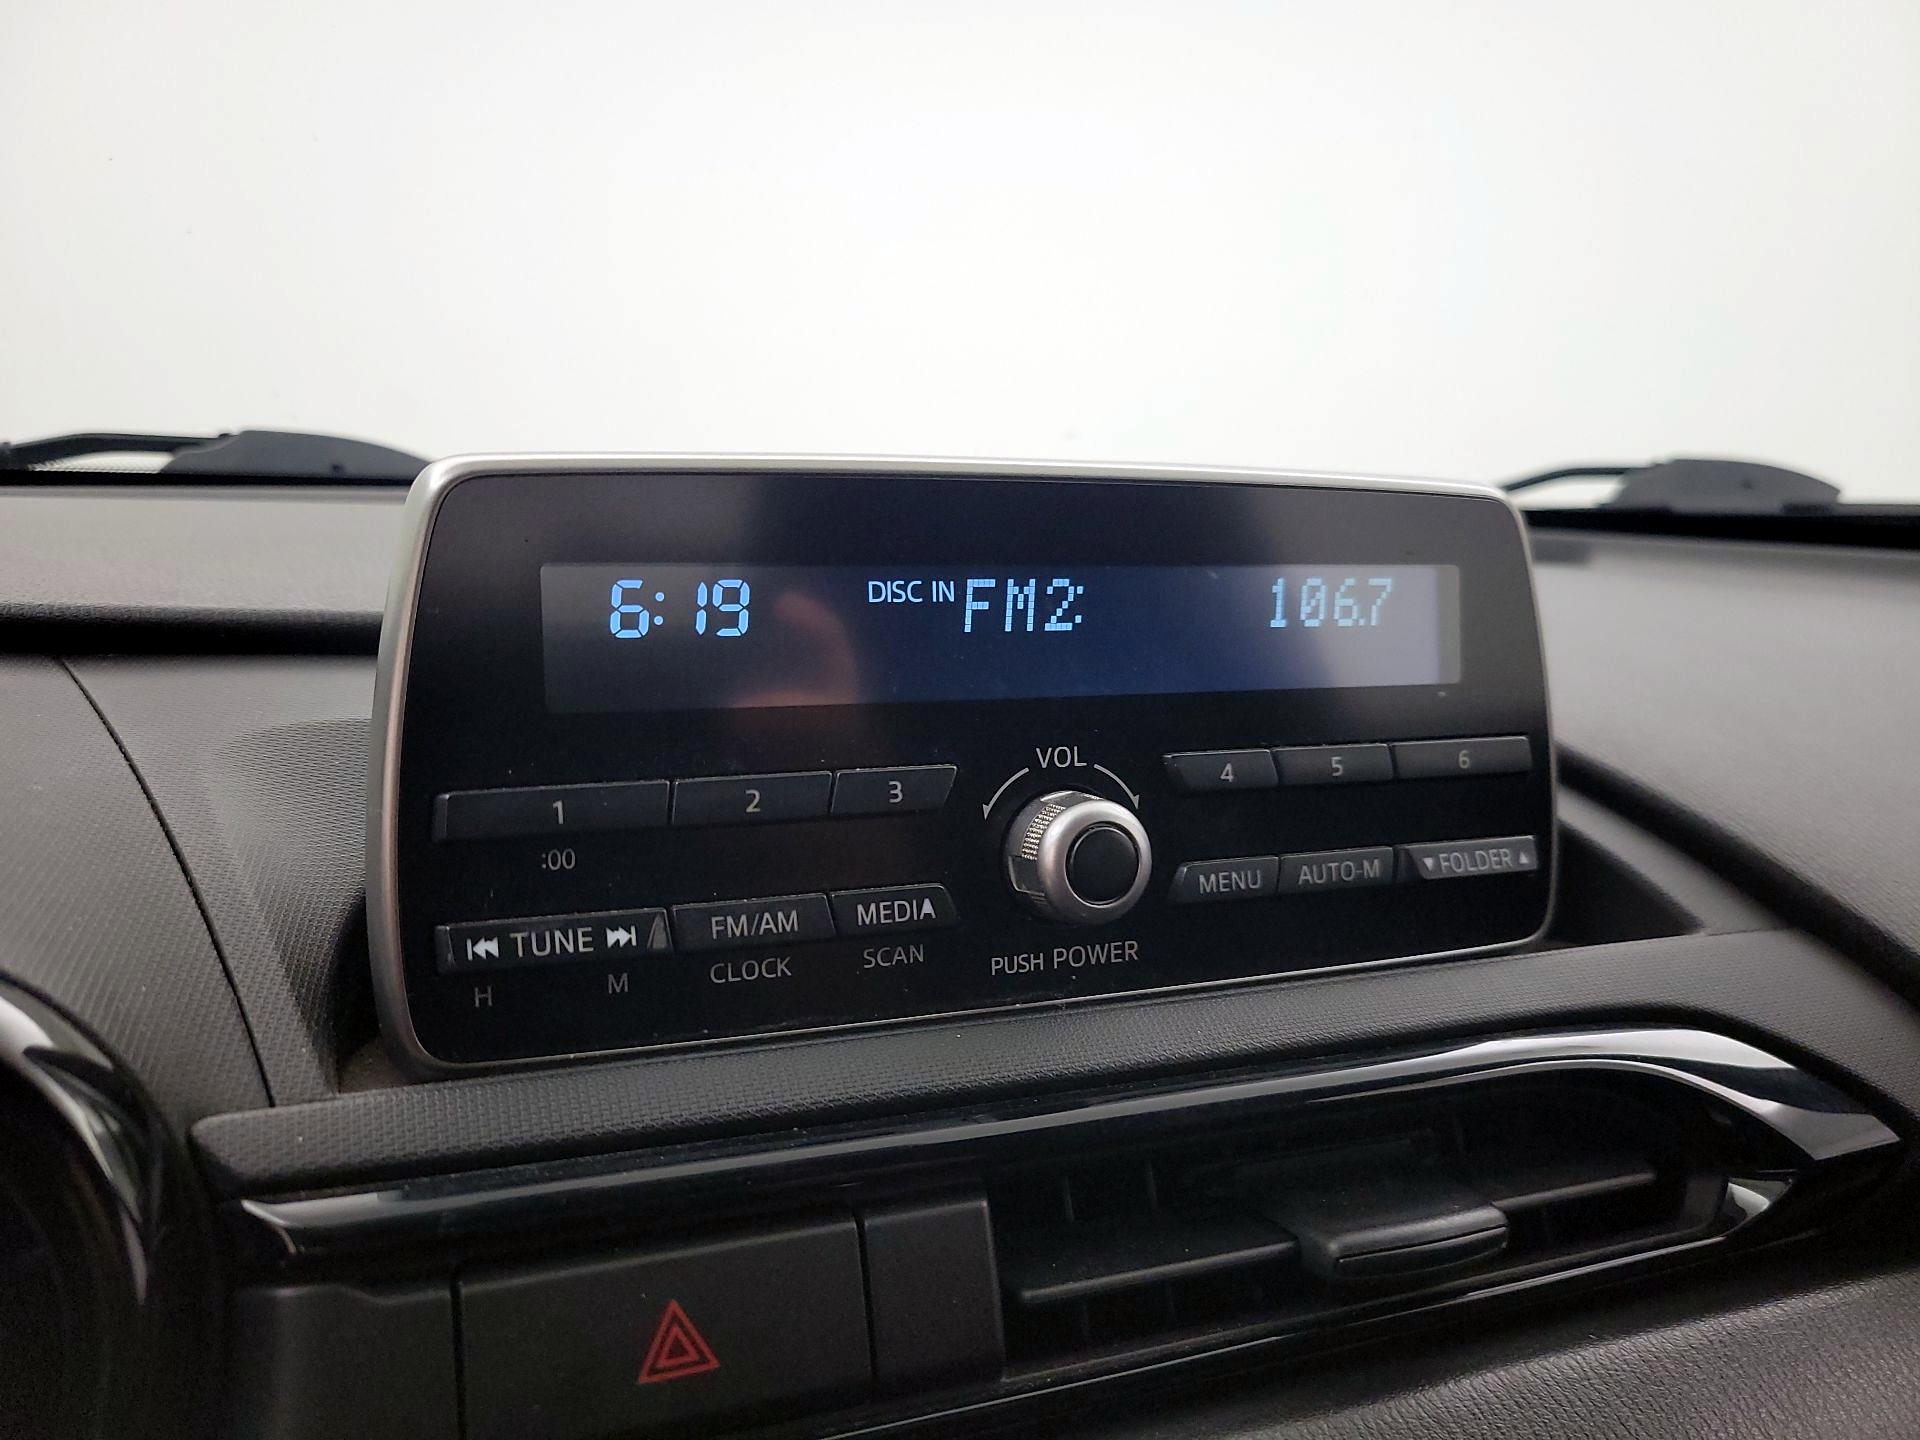 6:19 DISC IN FM2: 106.7
VOL
1 2 3 4 5 6
:00
⏮ TUNE ⏭ FM/AM MEDIA MENU AUTO-M ▼FOLDER▲
H M CLOCK SCAN PUSH POWER